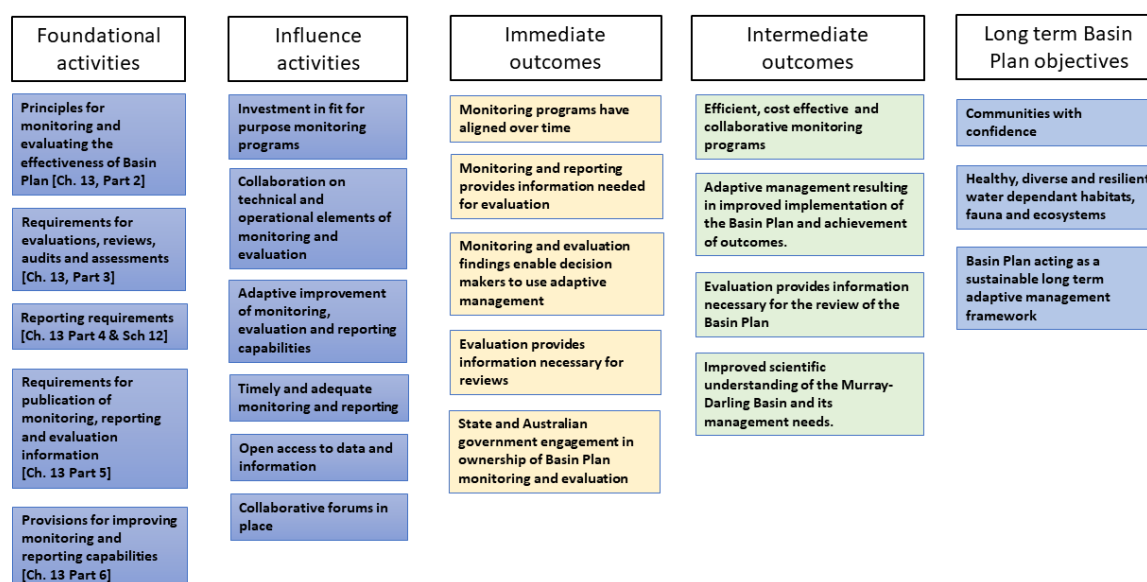 Foundational
activities
Principles for
monitoring and
evaluating the
effectiveness of Basin
Plan [Ch. 13, Part 2]
Requirements for
evaluations, reviews,
audits and assessments
[Ch. 13, Part 3]
Reporting requirements
[Ch. 13 Part 4 & Sch 12]
Requirements for
publication of
monitoring, reporting
and evaluation
information
[Ch. 13 Part 5]
Provisions for improving
monitoring and
reporting capabilities
[Ch. 13 Part 6]
Influence
activities
Investment in fit for
purpose monitoring
programs
Collaboration on
technical and
operational elements of
monitoring and
evaluation
Adaptive improvement
of monitoring,
evaluation and reporting
capabilities
Timely and adequate
monitoring and reporting
Open access to data and
information
Collaborative forums in
place
Immediate
outcomes
Monitoring programs have
aligned over time
Monitoring and reporting
provides information needed
for evaluation
Monitoring and evaluation
findings enable decision
makers to use adaptive
management
Evaluation provides
information necessary for
reviews
State and Australian
government engagement in
ownership of Basin Plan
monitoring and evaluation
Intermediate
outcomes
Efficient, cost effective and
collaborative monitoring
programs
Adaptive management resulting
in improved implementation of
the Basin Plan and achievement
of outcomes.
Evaluation provides information
necessary for the review of the
Basin Plan
Improved scientific
understanding of the Murray-
Darling Basin and its
management needs.
Long term Basin
Plan objectives
Communities with
confidence
Healthy, diverse and resilient
water dependant habitats,
fauna and ecosystems
Basin Plan acting as a
sustainable long term
adaptive management
framework